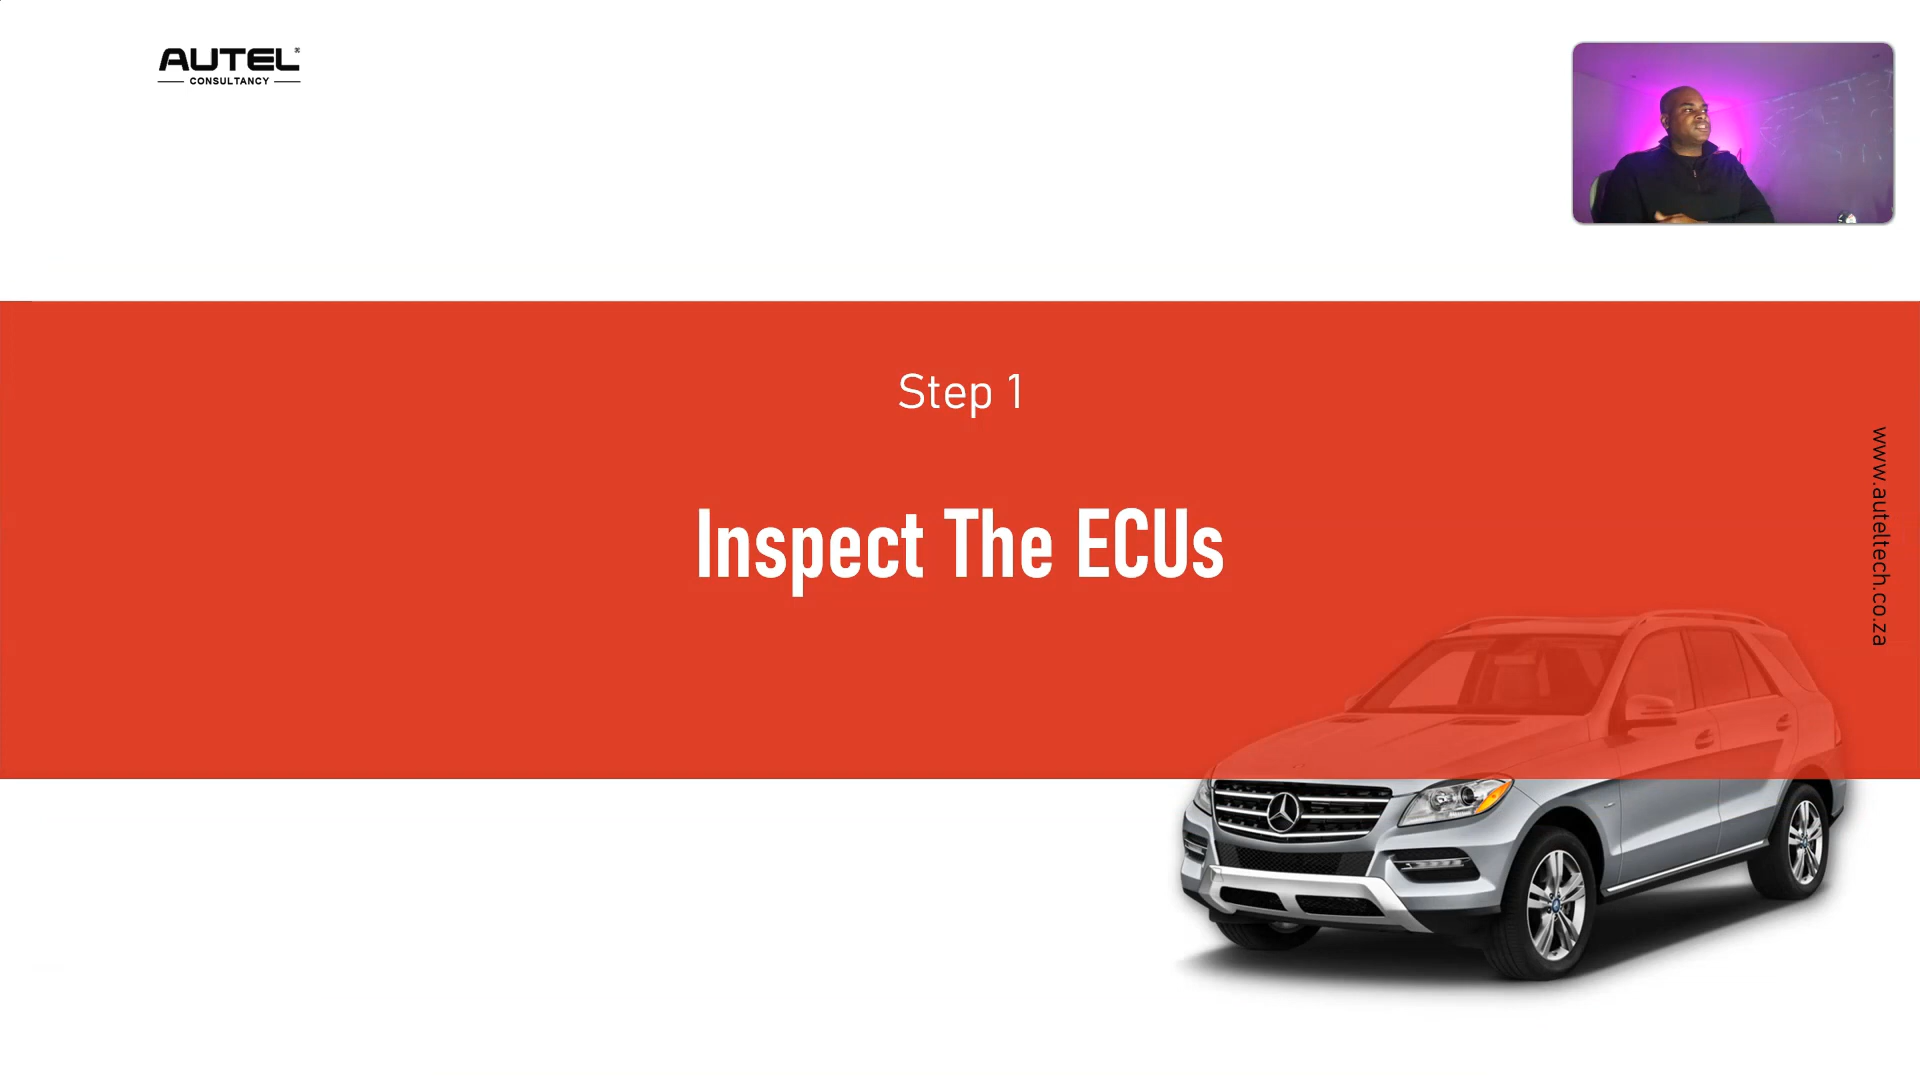 AUTEL®
CONSULTANCY
Step 1
Inspect The ECUs
www.auteltech.co.za